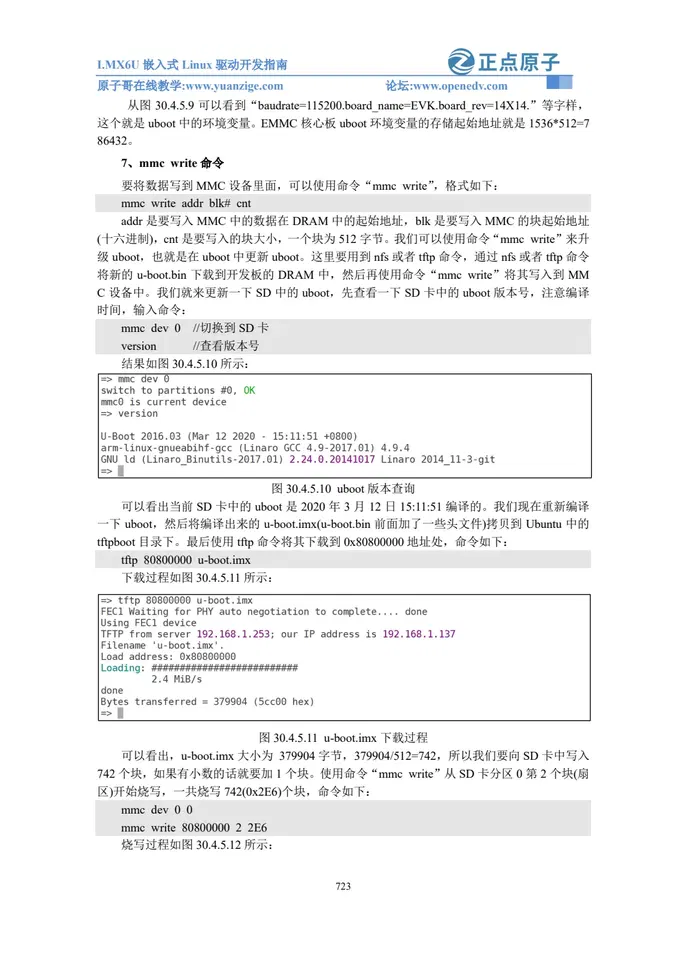 I.MX6U 嵌入式 Linux 驱动开发指南
正点原子
原子哥在线教学:www.yuanzige.com
论坛:www.openedv.com
从图 30.4.5.9 可以看到“baudrate=115200.board_name=EVK.board_rev=14X14.”等字样，
这个就是 uboot 中的环境变量。EMMC 核心板 uboot 环境变量的存储起始地址就是 1536*512=7
86432。
7、mmc write 命令
要将数据写到 MMC 设备里面，可以使用命令“mmc write”，格式如下：
mmc write addr blk# cnt
addr 是要写入 MMC 中的数据在 DRAM 中的起始地址，blk 是要写入 MMC 的块起始地址
(十六进制)，cnt 是要写入的块大小，一个块为 512 字节。我们可以使用命令“mmc write”来升
级 uboot，也就是在 uboot 中更新 uboot。这里要用到 nfs 或者 tftp 命令，通过 nfs 或者 tftp 命令
将新的 u-boot.bin 下载到开发板的 DRAM 中，然后再使用命令“mmc write”将其写入到 MM
C 设备中。我们就来更新一下 SD 中的 uboot，先查看一下 SD 卡中的 uboot 版本号，注意编译
时间，输入命令：
mmc dev 0 //切换到 SD 卡
version //查看版本号
结果如图 30.4.5.10 所示：
=> mmc dev 0
switch to partitions #0, OK
mmc0 is current device
=> version
U-Boot 2016.03 (Mar 12 2020 - 15:11:51 +0800)
arm-linux-gnueabihf-gcc (Linaro GCC 4.9-2017.01) 4.9.4
GNU ld (Linaro_Binutils-2017.01) 2.24.0.20141017 Linaro 2014_11-3-git
=>
图 30.4.5.10 uboot 版本查询
可以看出当前 SD 卡中的 uboot 是 2020 年 3 月 12 日 15:11:51 编译的。我们现在重新编译
一下 uboot，然后将编译出来的 u-boot.imx(u-boot.bin 前面加了一些头文件)拷贝到 Ubuntu 中的
tftpboot 目录下。最后使用 tftp 命令将其下载到 0x80800000 地址处，命令如下：
tftp 80800000 u-boot.imx
下载过程如图 30.4.5.11 所示：
=> tftp 80800000 u-boot.imx
FEC1 Waiting for PHY auto negotiation to complete.... done
Using FEC1 device
TFTP from server 192.168.1.253; our IP address is 192.168.1.137
Filename 'u-boot.imx'.
Load address: 0x80800000
Loading: ##########################
2.4 MiB/s
done
Bytes transferred = 379904 (5cc00 hex)
=>
图 30.4.5.11 u-boot.imx 下载过程
可以看出，u-boot.imx 大小为 379904 字节，379904/512=742，所以我们要向 SD 卡中写入
742 个块，如果有小数的话就要加 1 个块。使用命令“mmc write”从 SD 卡分区 0 第 2 个块(扇
区)开始烧写，一共烧写 742(0x2E6)个块，命令如下：
mmc dev 0 0
mmc write 80800000 2 2E6
烧写过程如图 30.4.5.12 所示：
723